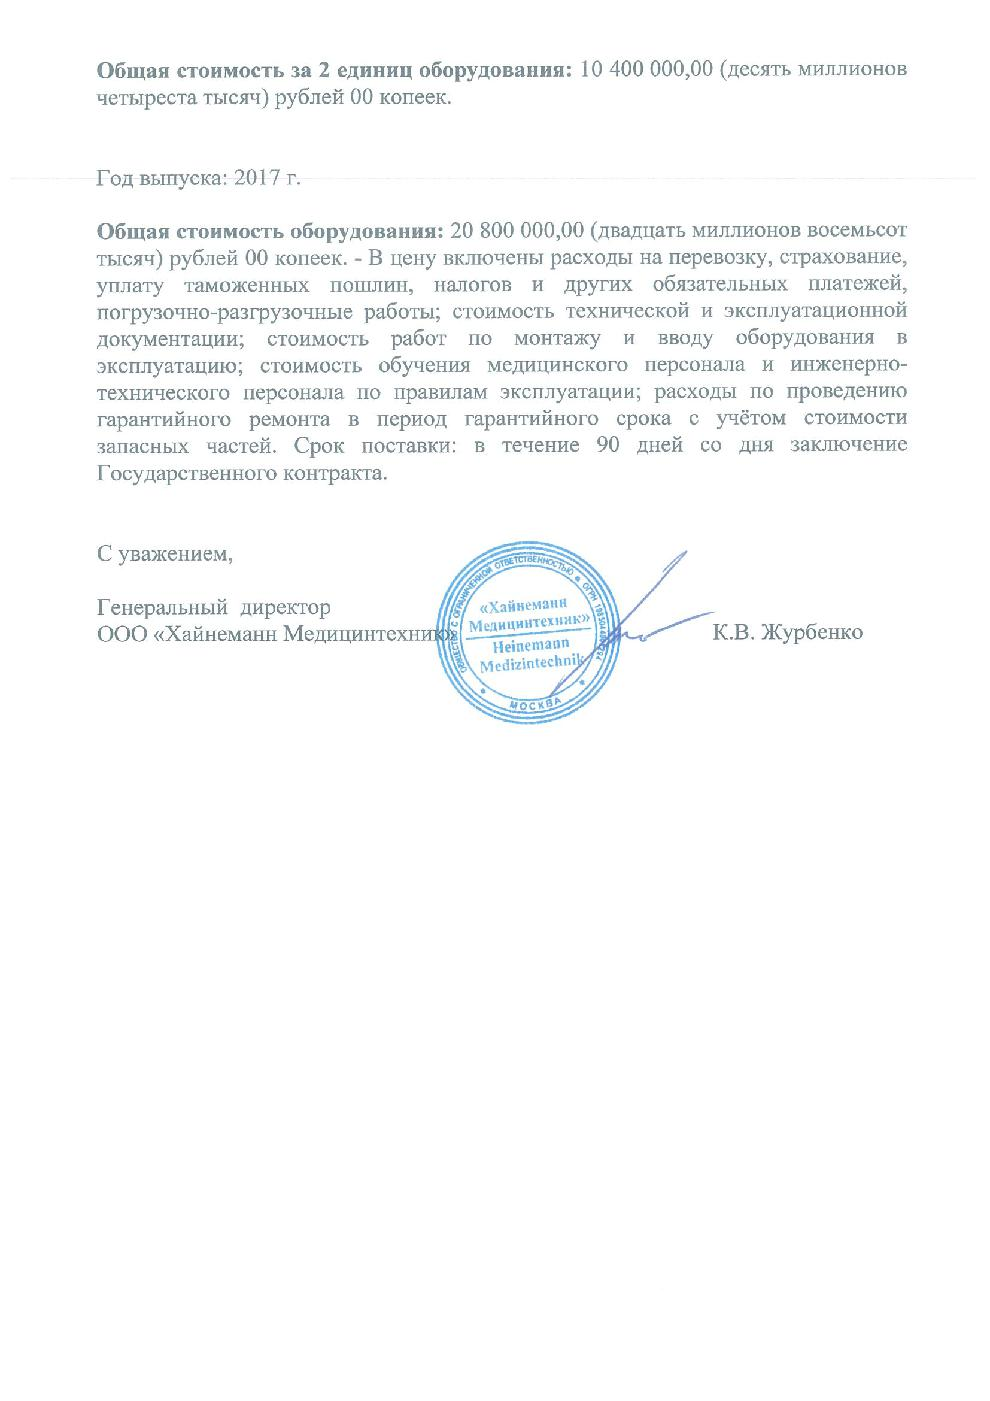 Общая стоимость за 2 единиц оборудования: 10 400 000,00 (десять миллионов
четыреста тысяч) рублей 00 копеек.
Год выпуска: 2017 г.
Общая стоимость оборудования: 20 800 000,00 (двадцать миллионов восемьсот
тысяч) рублей 00 копеек. - В цену включены расходы на перевозку, страхование,
уплату таможенных пошлин, налогов и других обязательных платежей,
погрузочно-разгрузочные работы; стоимость технической и эксплуатационной
документации; стоимость работ по монтажу и вводу оборудования в
эксплуатацию; стоимость обучения медицинского персонала и инженерно-
технического персонала по правилам эксплуатации; расходы по проведению
гарантийного ремонта в период гарантийного срока с учётом стоимости
запасных частей. Срок поставки: в течение 90 дней со дня заключение
Государственного контракта.
С уважением,
Генеральный директор
ООО «Хайнеманн Медицинтехник»
К.В. Журбенко
ОБЩЕСТВО С ОГРАНИЧЕННОЙ ОТВЕТСТВЕННОСТЬЮ * ОГРН
«Хайнеманн
Медицинтехник»
Heinemann
Medizintechnik
* МОСКВА *